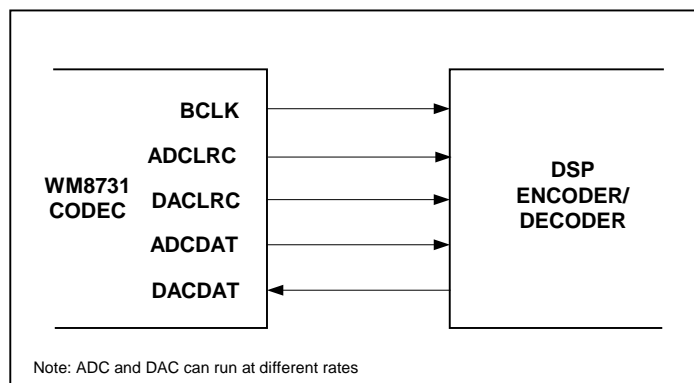 BCLK
ADCLRC
WM8731
CODEC
DACLRC
ADCDAT
DACDAT
DSP
ENCODER/
DECODER
Note: ADC and DAC can run at different rates